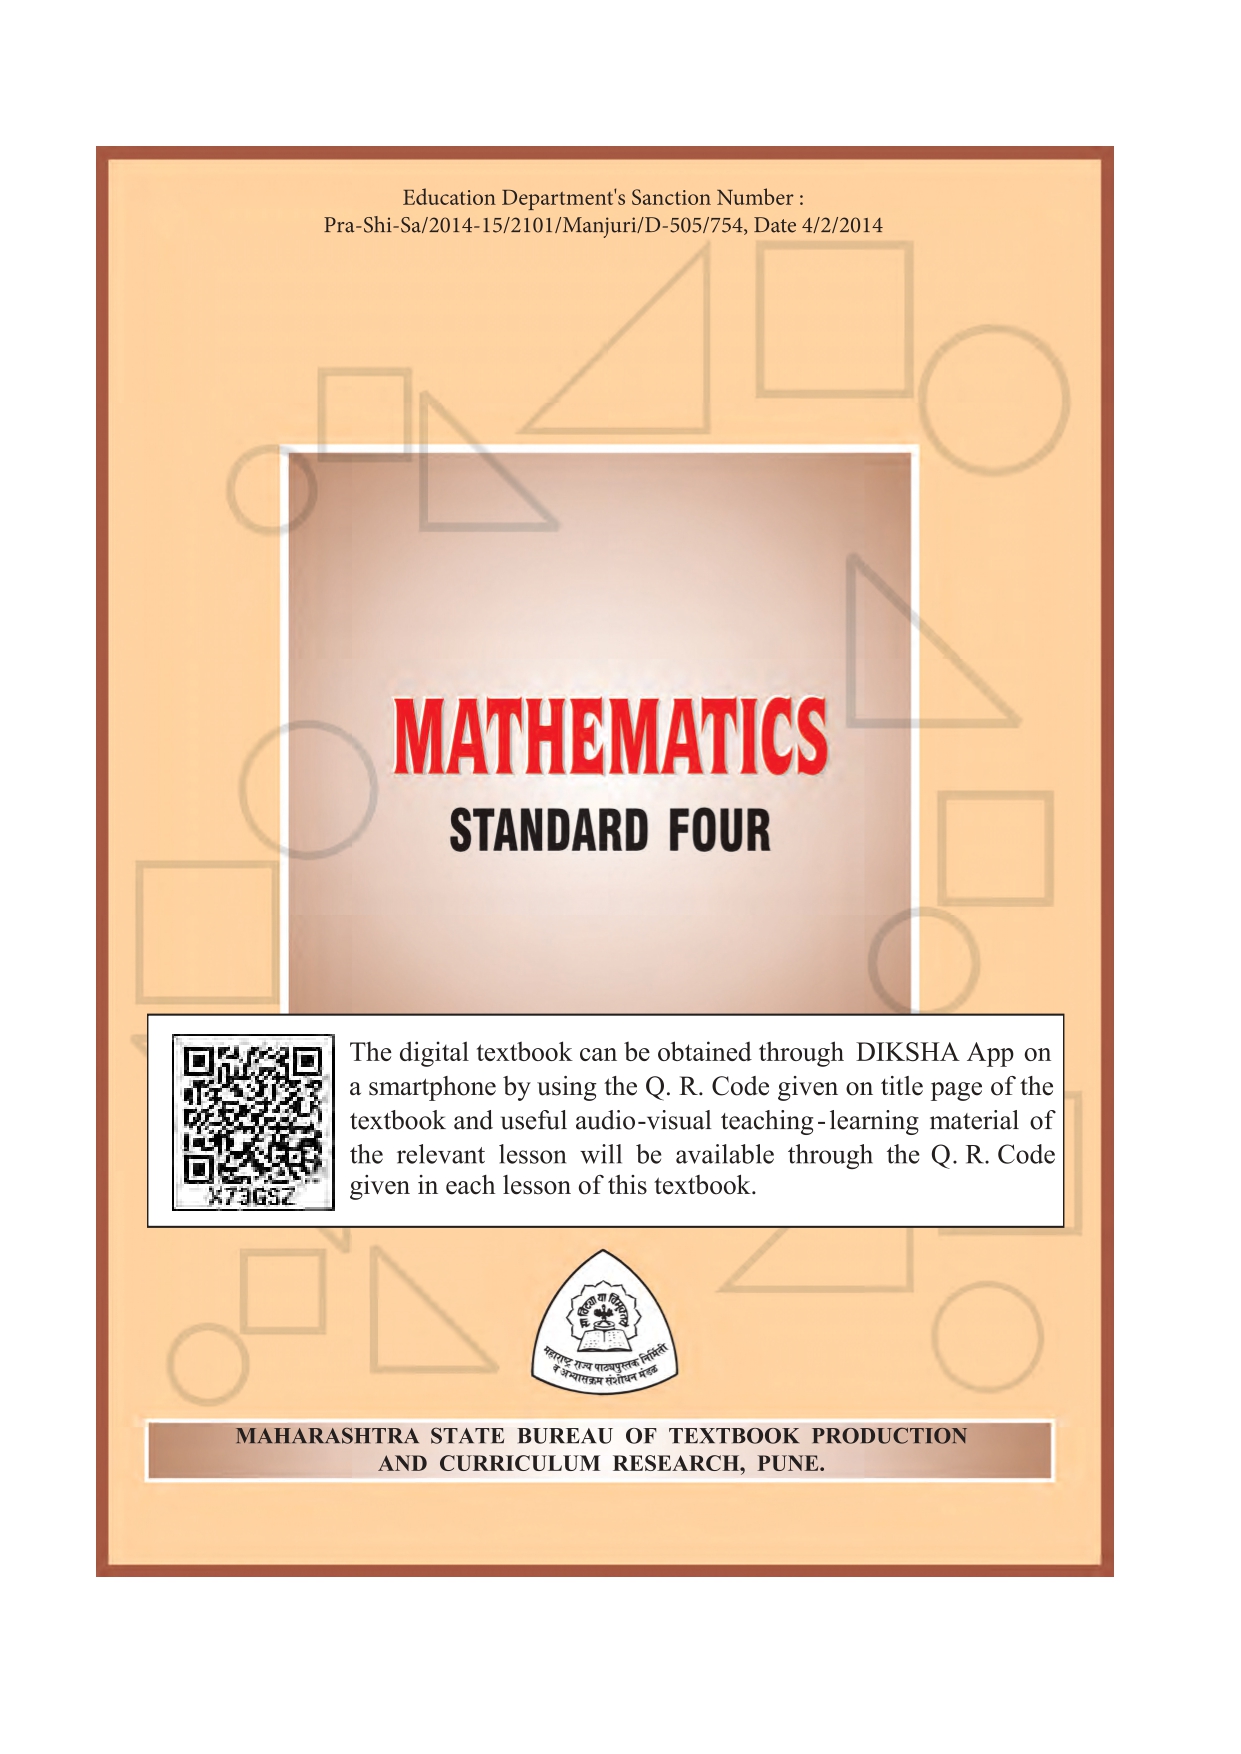 Education Department's Sanction Number :
Pra-Shi-Sa/2014-15/2101/Manjuri/D-505/754, Date 4/2/2014
MATHEMATICS
STANDARD FOUR
The digital textbook can be obtained through DIKSHA App on
a smartphone by using the Q. R. Code given on title page of the
textbook and useful audio-visual teaching-learning material of
the relevant lesson will be available through the Q. R. Code
given in each lesson of this textbook.
X73GSZ
सा विद्या या विमुक्तये
महाराष्ट्र राज्य पाठ्यपुस्तक निर्मिती
व अभ्यासक्रम संशोधन मंडळ
MAHARASHTRA STATE BUREAU OF TEXTBOOK PRODUCTION
AND CURRICULUM RESEARCH, PUNE.